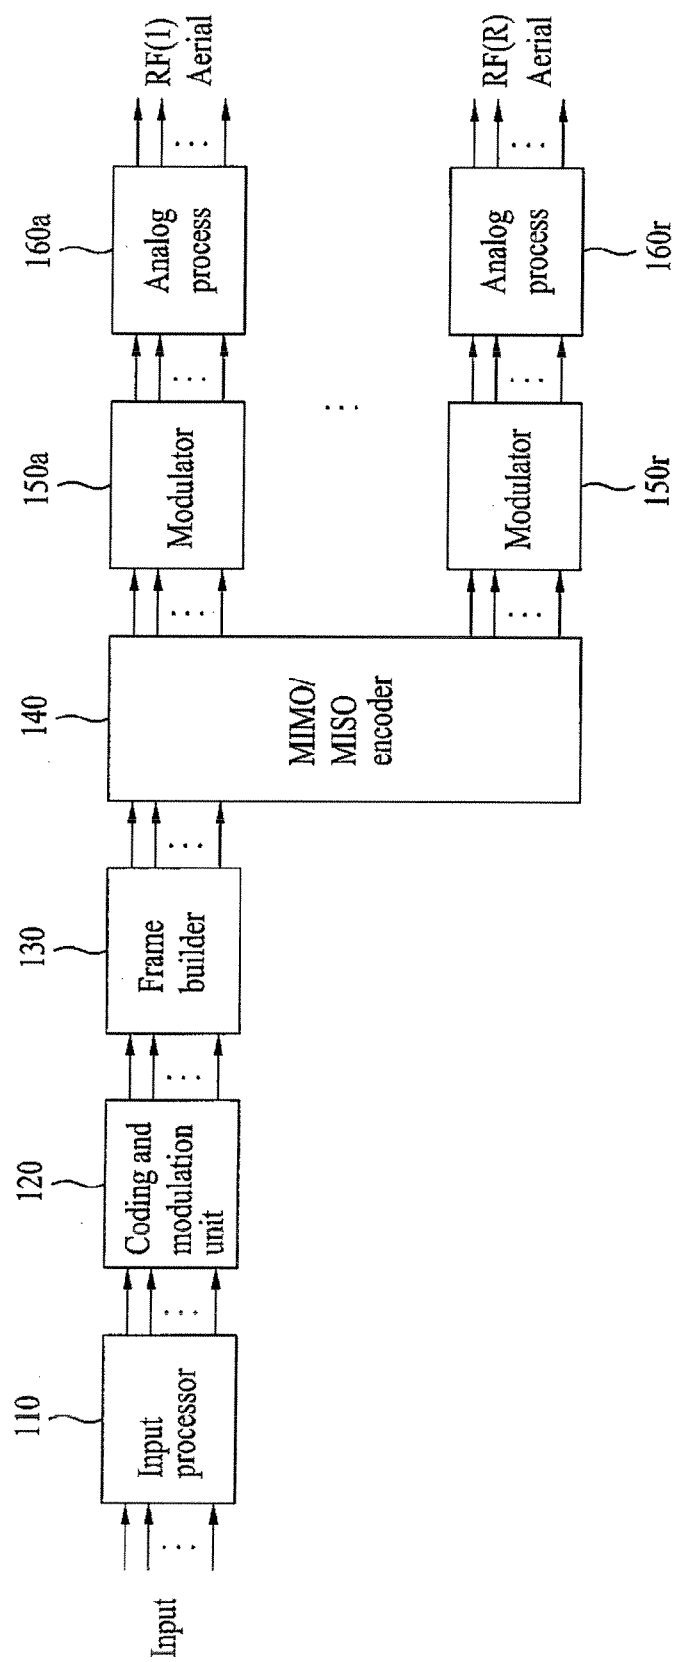 Input
110
Input
processor
120
Coding and
modulation
unit
130
Frame
builder
140
MIMO/
MISO
encoder
150a
Modulator
160a
Analog
process
RF(1)
Aerial
150r
Modulator
160r
Analog
process
RF(R)
Aerial